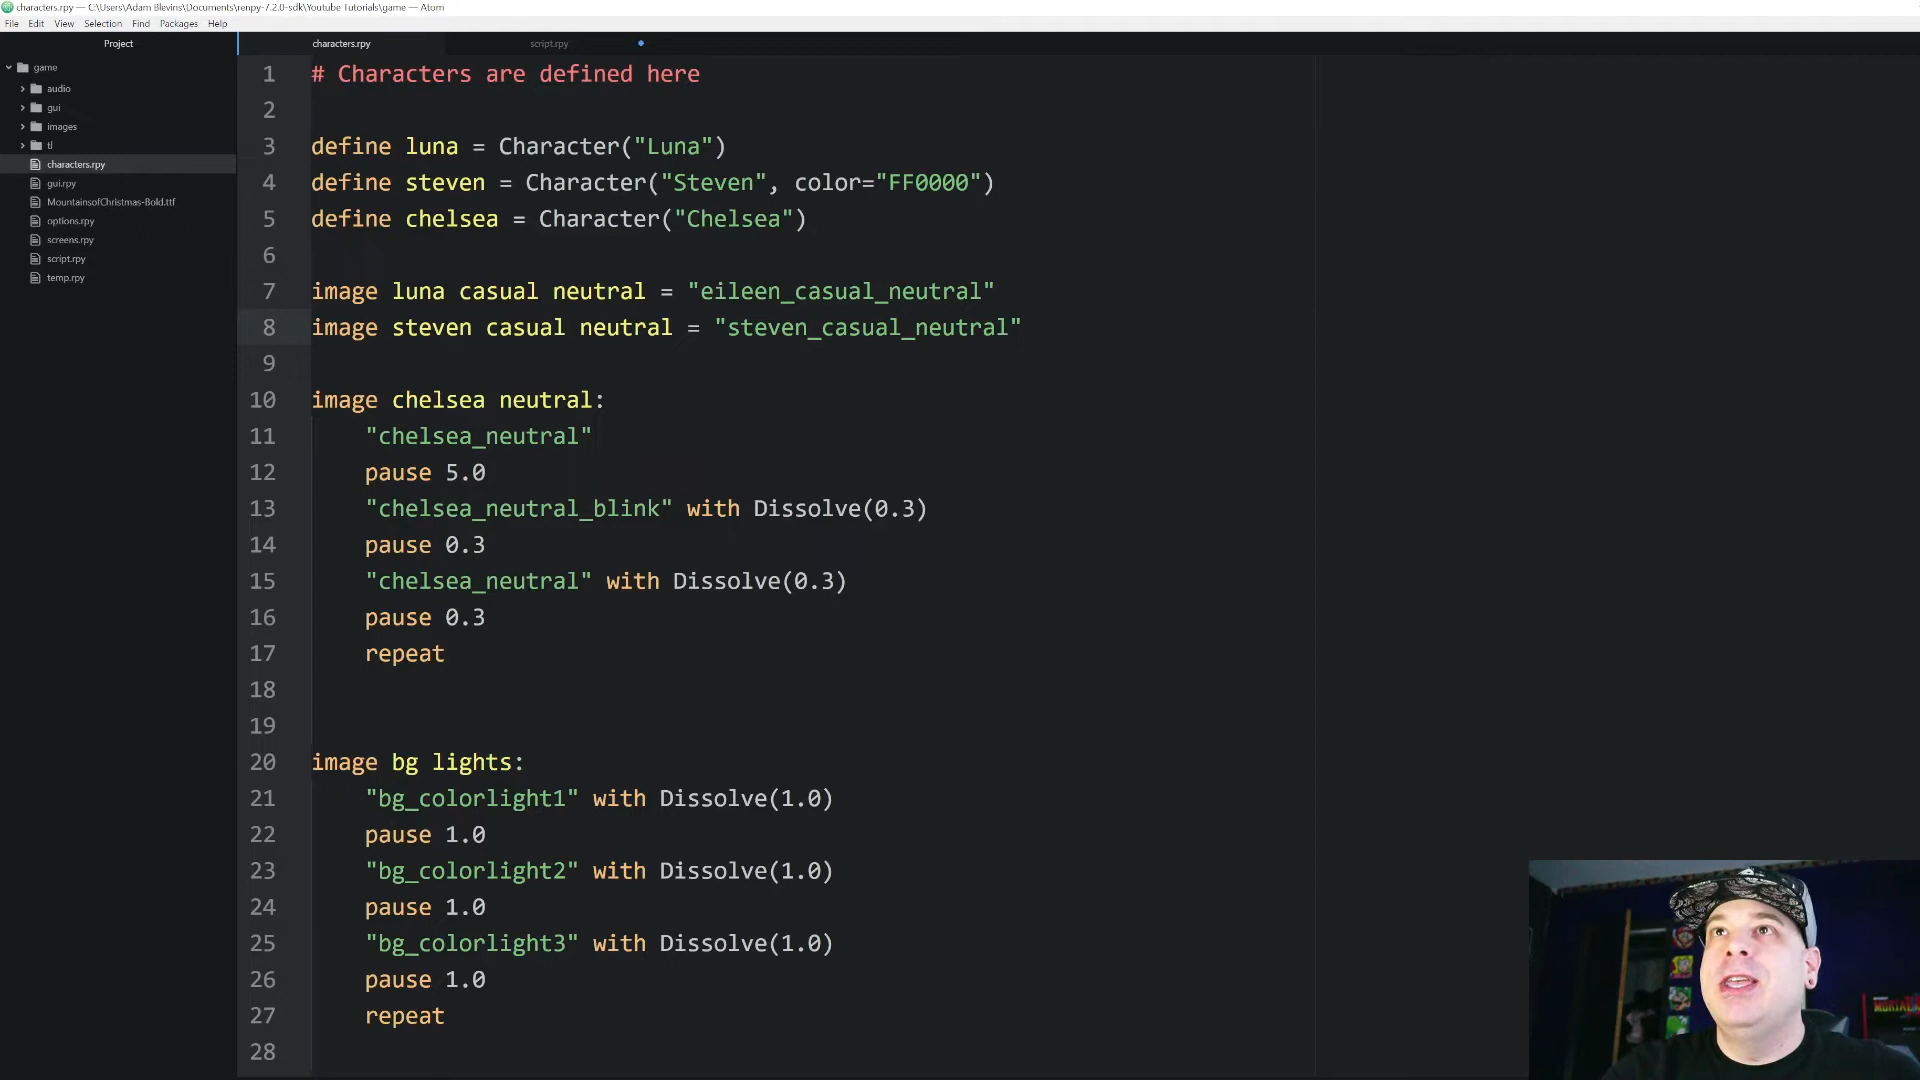 characters.rpy — C:\Users\Adam Blevins\Documents\renpy-7.2.0-sdk\Youtube Tutorials\game — Atom
File Edit View Selection Find Packages Help
Project
characters.rpy script.rpy
game
audio
gui
images
tl
characters.rpy
gui.rpy
MountainsofChristmas-Bold.ttf
options.rpy
screens.rpy
script.rpy
temp.rpy
1 # Characters are defined here
2
3 define luna = Character("Luna")
4 define steven = Character("Steven", color="FF0000")
5 define chelsea = Character("Chelsea")
6
7 image luna casual neutral = "eileen_casual_neutral"
8 image steven casual neutral = "steven_casual_neutral"
9
10 image chelsea neutral:
11 "chelsea_neutral"
12 pause 5.0
13 "chelsea_neutral_blink" with Dissolve(0.3)
14 pause 0.3
15 "chelsea_neutral" with Dissolve(0.3)
16 pause 0.3
17 repeat
18
19
20 image bg lights:
21 "bg_colorlight1" with Dissolve(1.0)
22 pause 1.0
23 "bg_colorlight2" with Dissolve(1.0)
24 pause 1.0
25 "bg_colorlight3" with Dissolve(1.0)
26 pause 1.0
27 repeat
28